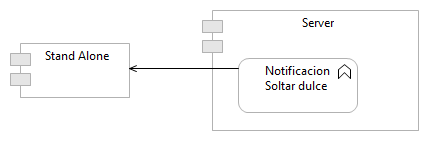 Server
Stand Alone
Notificacion
Soltar dulce